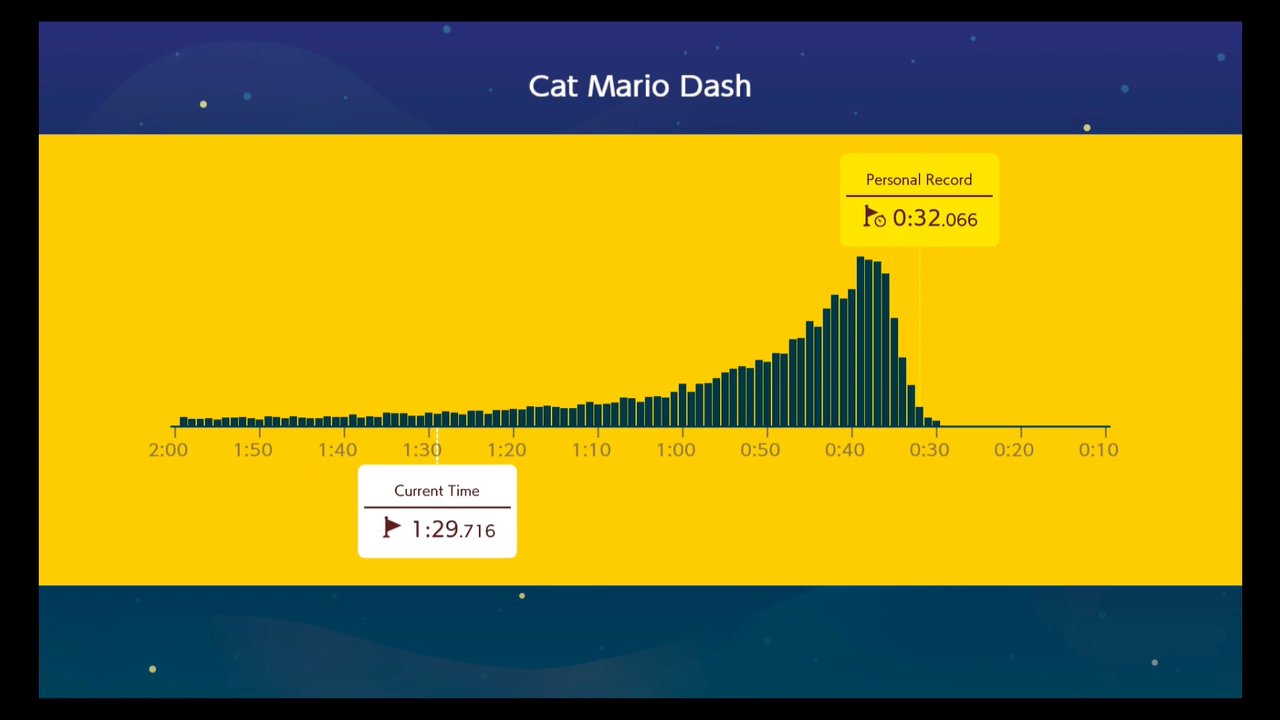 Cat Mario Dash
Personal Record
0:32.066
2:00 1:50 1:40 1:30 1:20 1:10 1:00 0:50 0:40 0:30 0:20 0:10
Current Time
1:29.716